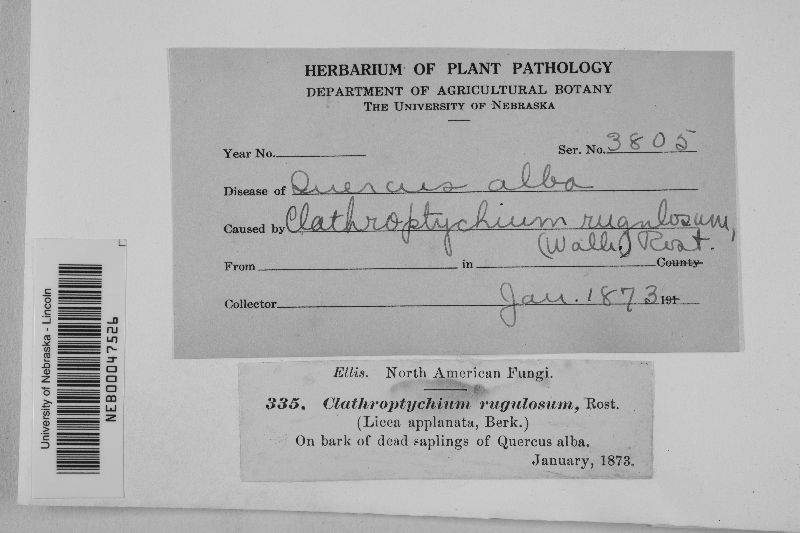 HERBARIUM OF PLANT PATHOLOGY
DEPARTMENT OF AGRICULTURAL BOTANY
THE UNIVERSITY OF NEBRASKA
Year No.
Ser. No. 3805
Disease of Quercus alba
Caused by Clathroptychium rugulosum,
(Wallr.) Rost.
From in County
Collector Jan. 1873 191
University of Nebraska - Lincoln
NEB00047526
Ellis. North American Fungi.
335. Clathroptychium rugulosum, Rost.
(Licea applanata, Berk.)
On bark of dead saplings of Quercus alba.
January, 1873.